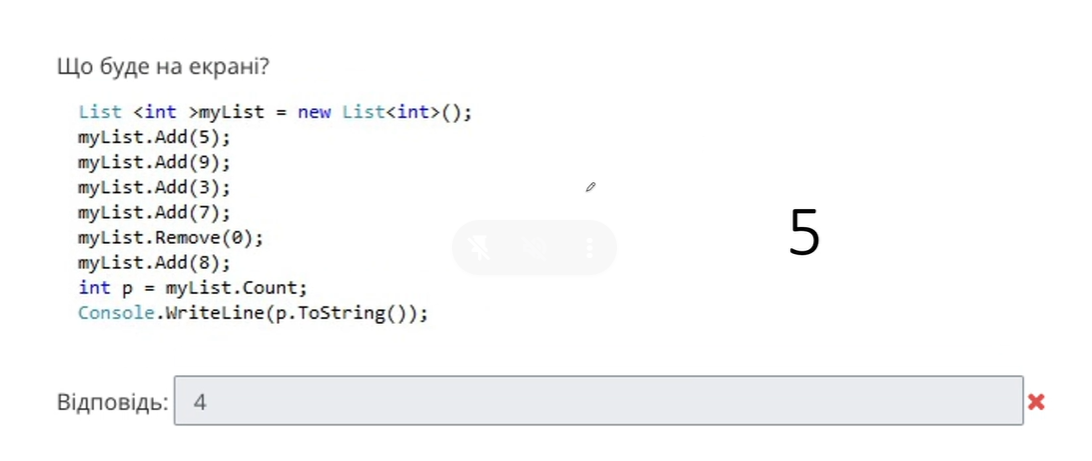 Що буде на екрані?
List <int >myList = new List<int>();
myList.Add(5);
myList.Add(9);
myList.Add(3);
myList.Add(7);
myList.Remove(0);
myList.Add(8);
int p = myList.Count;
Console.WriteLine(p.ToString());
5
Відповідь: 4